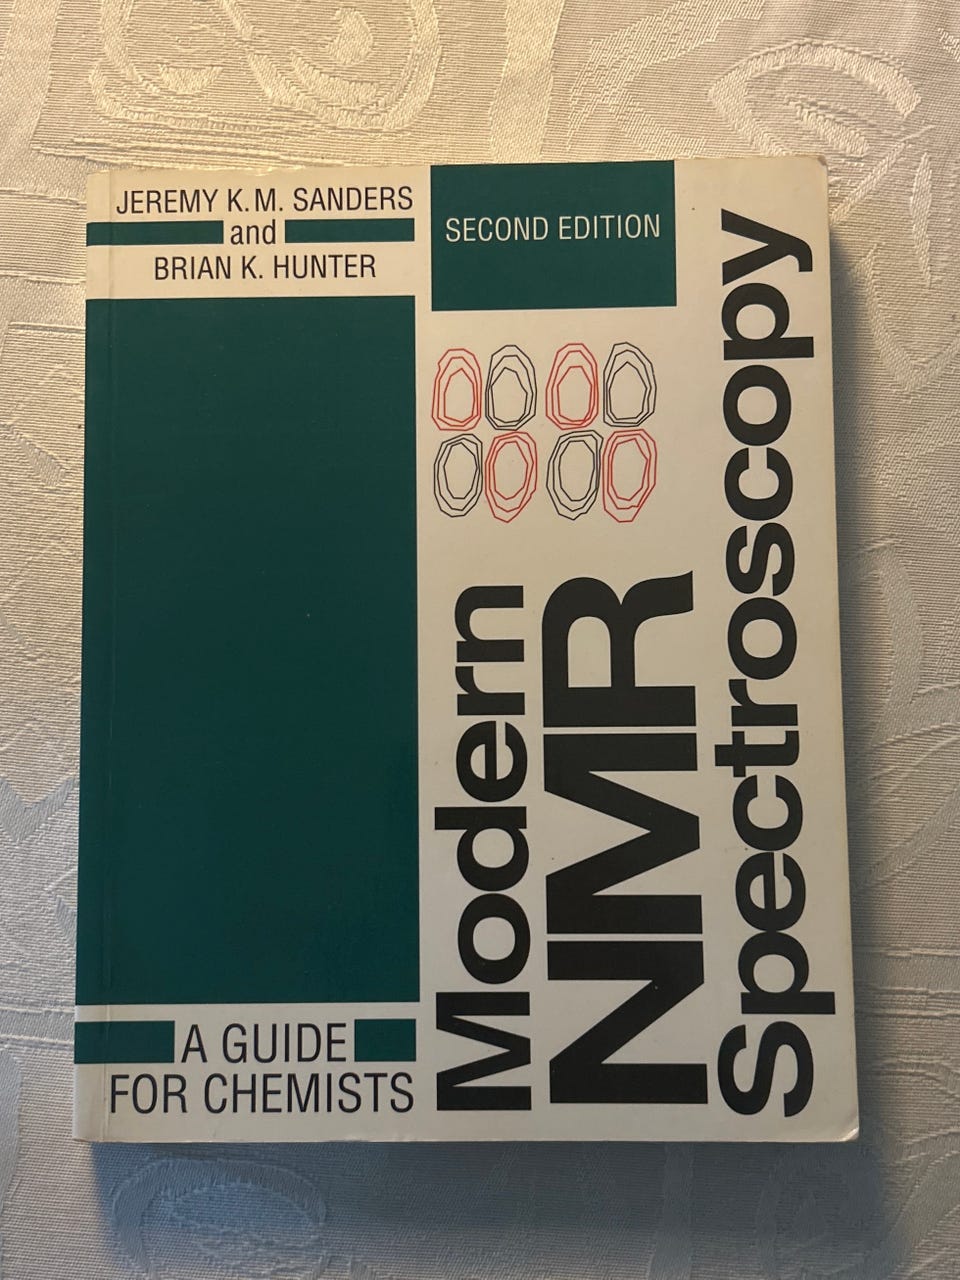 JEREMY K. M. SANDERS
and
BRIAN K. HUNTER
SECOND EDITION
Modern
NMR
Spectroscopy
A GUIDE
FOR CHEMISTS